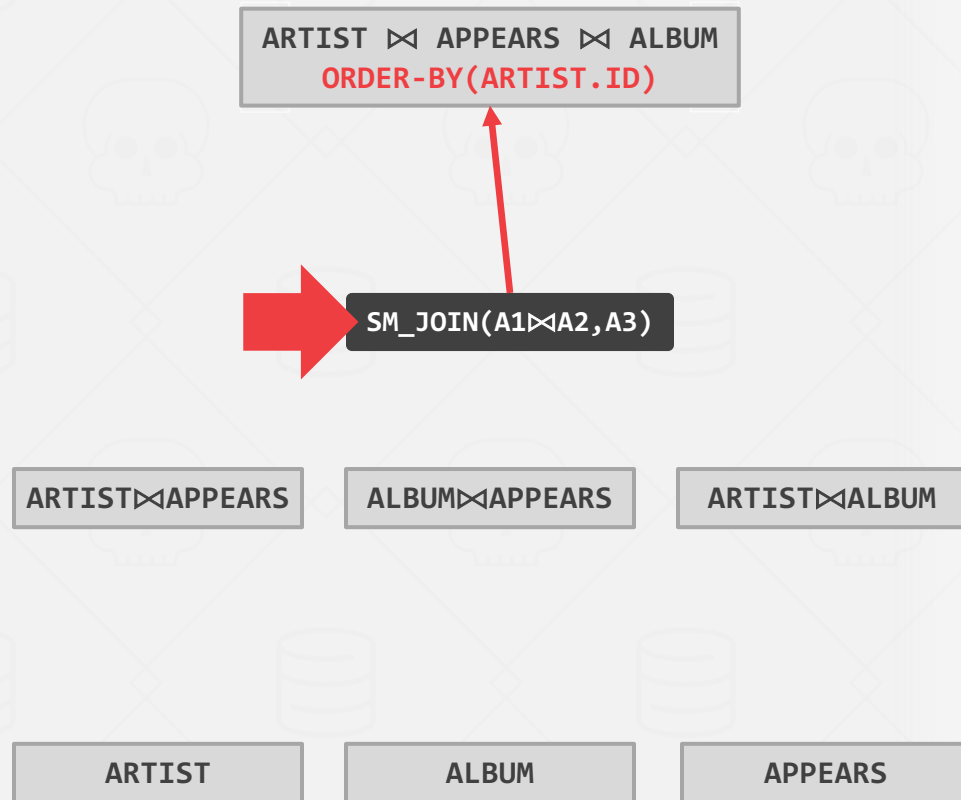 ARTIST ⨝ APPEARS ⨝ ALBUM
ORDER-BY(ARTIST.ID)
SM_JOIN(A1⨝A2,A3)
ARTIST⨝APPEARS
ALBUM⨝APPEARS
ARTIST⨝ALBUM
ARTIST
ALBUM
APPEARS